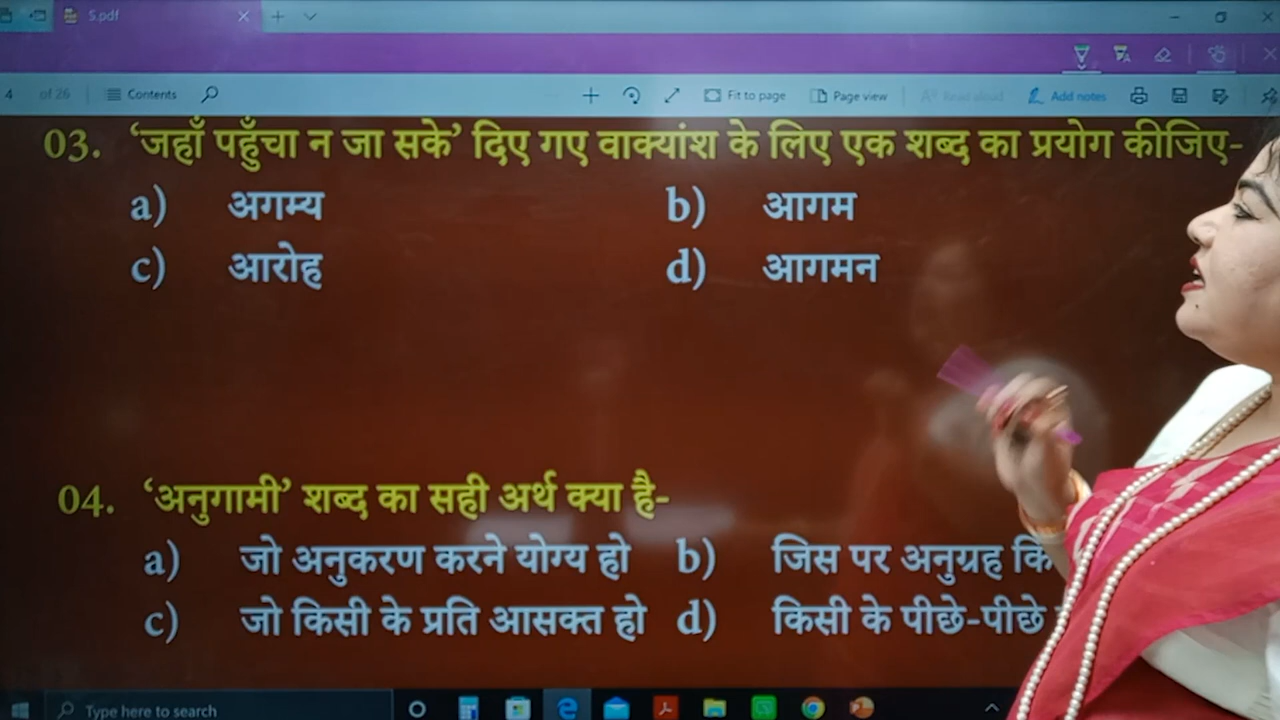 S.pdf
4 of 26 Contents Fit to page Page view Read aloud Add notes
03. ‘जहाँ पहुँचा न जा सके’ दिए गए वाक्यांश के लिए एक शब्द का प्रयोग कीजिए-
a) अगम्य b) आगम
c) आरोह d) आगमन
04. ‘अनुगामी’ शब्द का सही अर्थ क्या है-
a) जो अनुकरण करने योग्य हो b) जिस पर अनुग्रह
c) जो किसी के प्रति आसक्त हो d) किसी के पीछे-पीछे
Type here to search